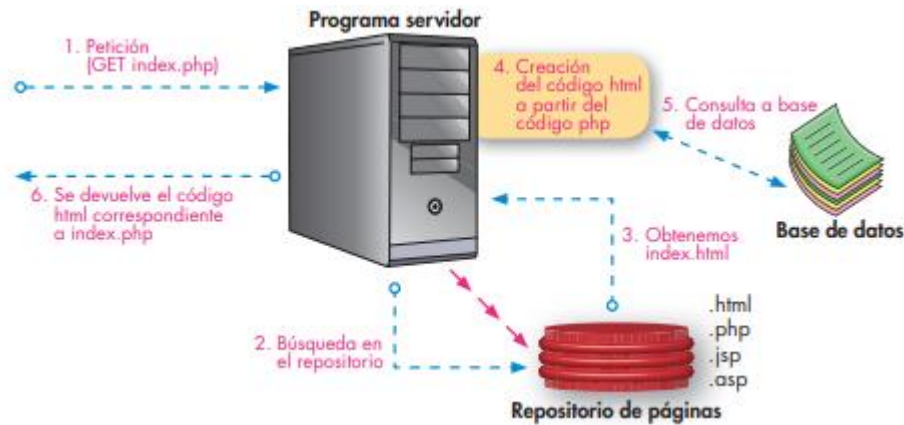 Programa servidor
1. Petición
(GET index.php)
4. Creación
del código html
a partir del
código php
5. Consulta a base
de datos
6. Se devuelve el código
html correspondiente
a index.php
3. Obtenemos
index.html
Base de datos
2. Búsqueda en
el repositorio
.html
.php
.jsp
.asp
Repositorio de páginas